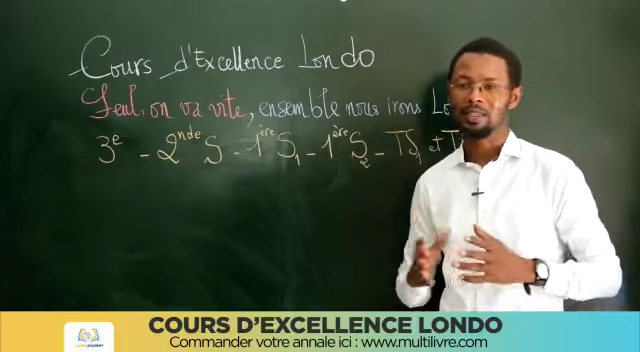 Cours d'Excellence Londo
Seul, on va vite, ensemble nous irons Lo
3e - 2nde S - 1ère S1 - 1ère S2 - TS1 et T
COURS D'EXCELLENCE LONDO
Commander votre annale ici : www.multilivre.com